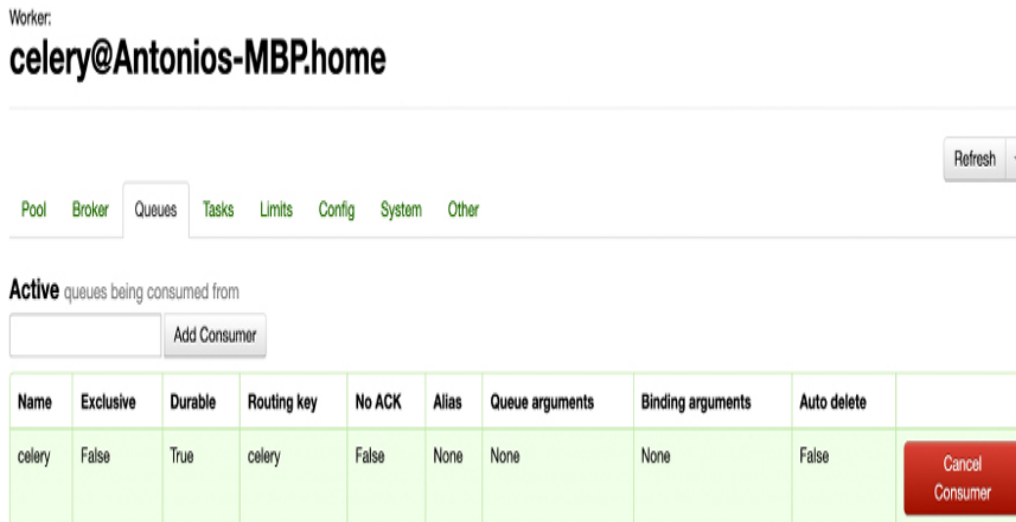 Worker:
celery@Antonios-MBP.home
Refresh
Pool Broker Queues Tasks Limits Config System Other
Active queues being consumed from
Add Consumer
Name Exclusive Durable Routing key No ACK Alias Queue arguments Binding arguments Auto delete
celery False True celery False None None None False Cancel Consumer